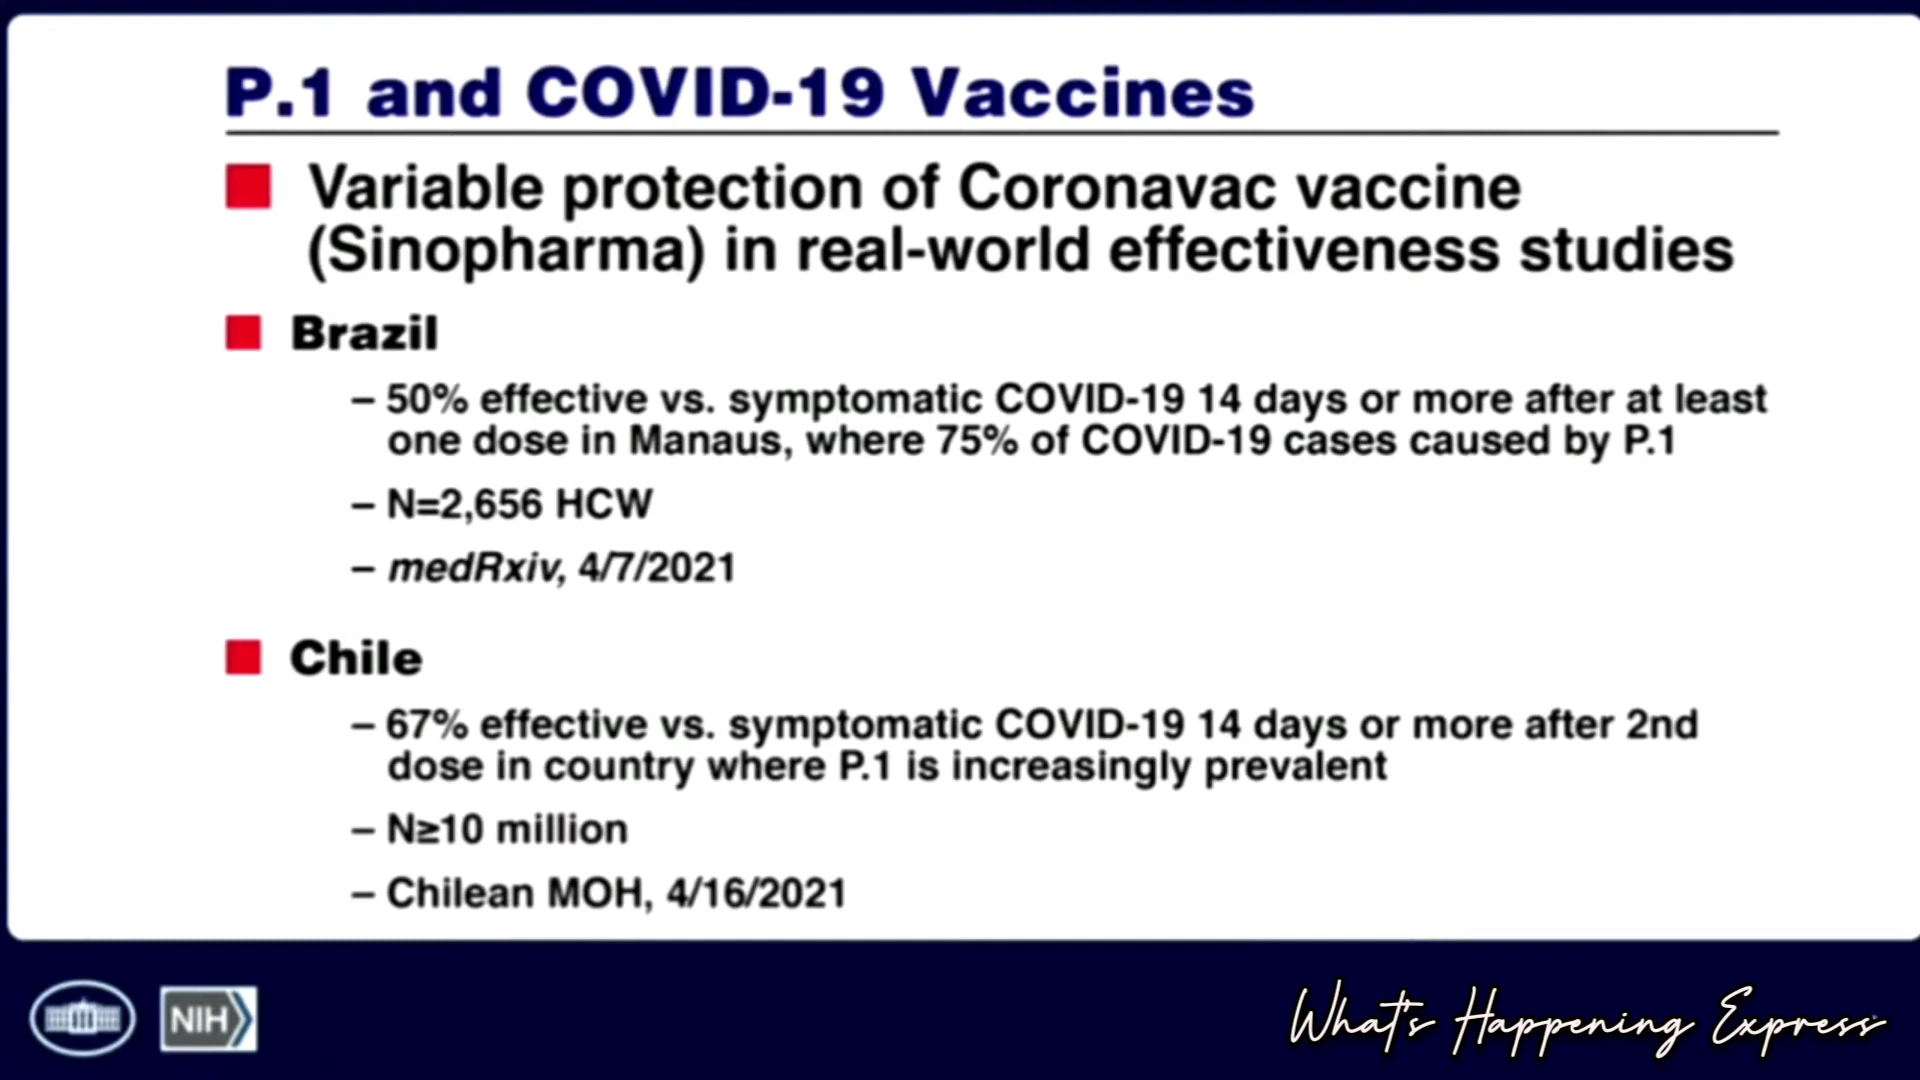 P.1 and COVID-19 Vaccines
Variable protection of Coronavac vaccine
(Sinopharma) in real-world effectiveness studies
Brazil
– 50% effective vs. symptomatic COVID-19 14 days or more after at least
one dose in Manaus, where 75% of COVID-19 cases caused by P.1
– N=2,656 HCW
– medRxiv, 4/7/2021
Chile
– 67% effective vs. symptomatic COVID-19 14 days or more after 2nd
dose in country where P.1 is increasingly prevalent
– N≥10 million
– Chilean MOH, 4/16/2021
NIH
What's Happening Express